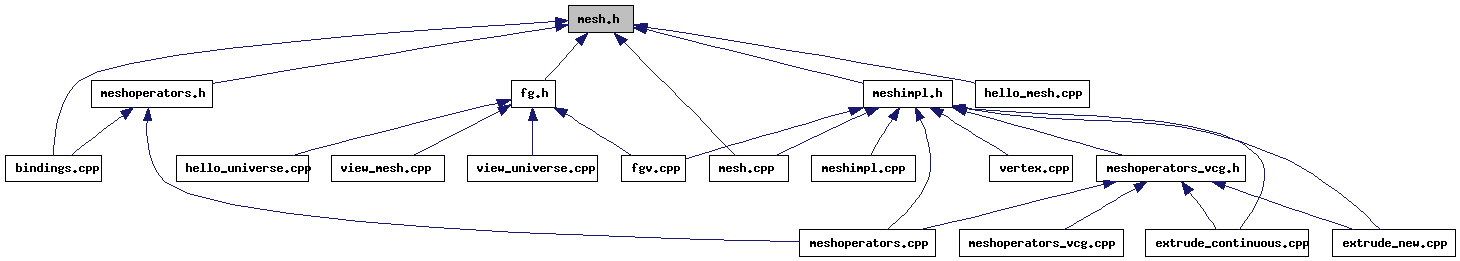 mesh.h
meshoperators.h
fg.h
meshimpl.h
hello_mesh.cpp
bindings.cpp
hello_universe.cpp
view_mesh.cpp
view_universe.cpp
fgv.cpp
mesh.cpp
meshimpl.cpp
vertex.cpp
meshoperators_vcg.h
meshoperators.cpp
meshoperators_vcg.cpp
extrude_continuous.cpp
extrude_new.cpp